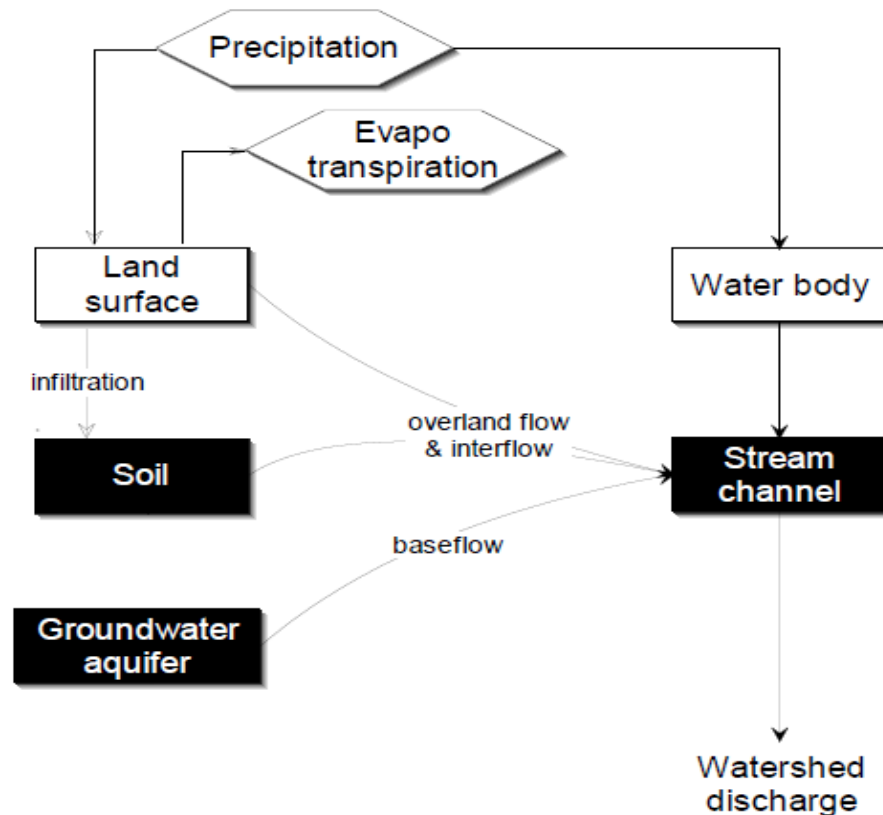 Precipitation
Evapo
transpiration
Land
surface
Water body
infiltration
overland flow
& interflow
Soil
Stream
channel
baseflow
Groundwater
aquifer
Watershed
discharge